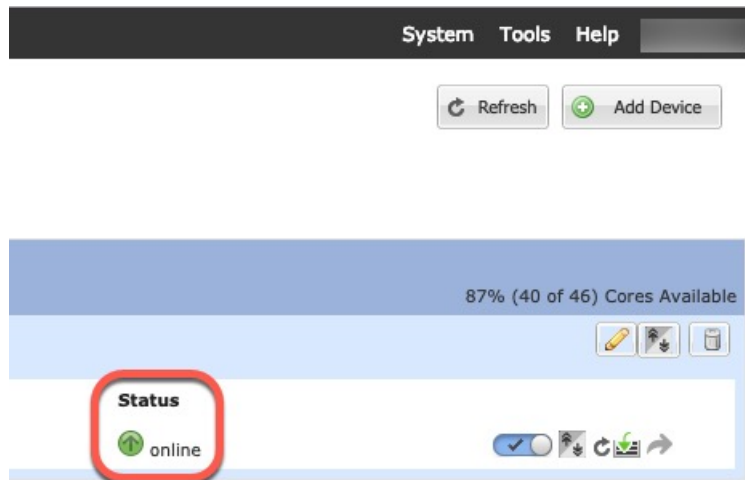 System Tools Help
Refresh Add Device
87% (40 of 46) Cores Available
Status
online